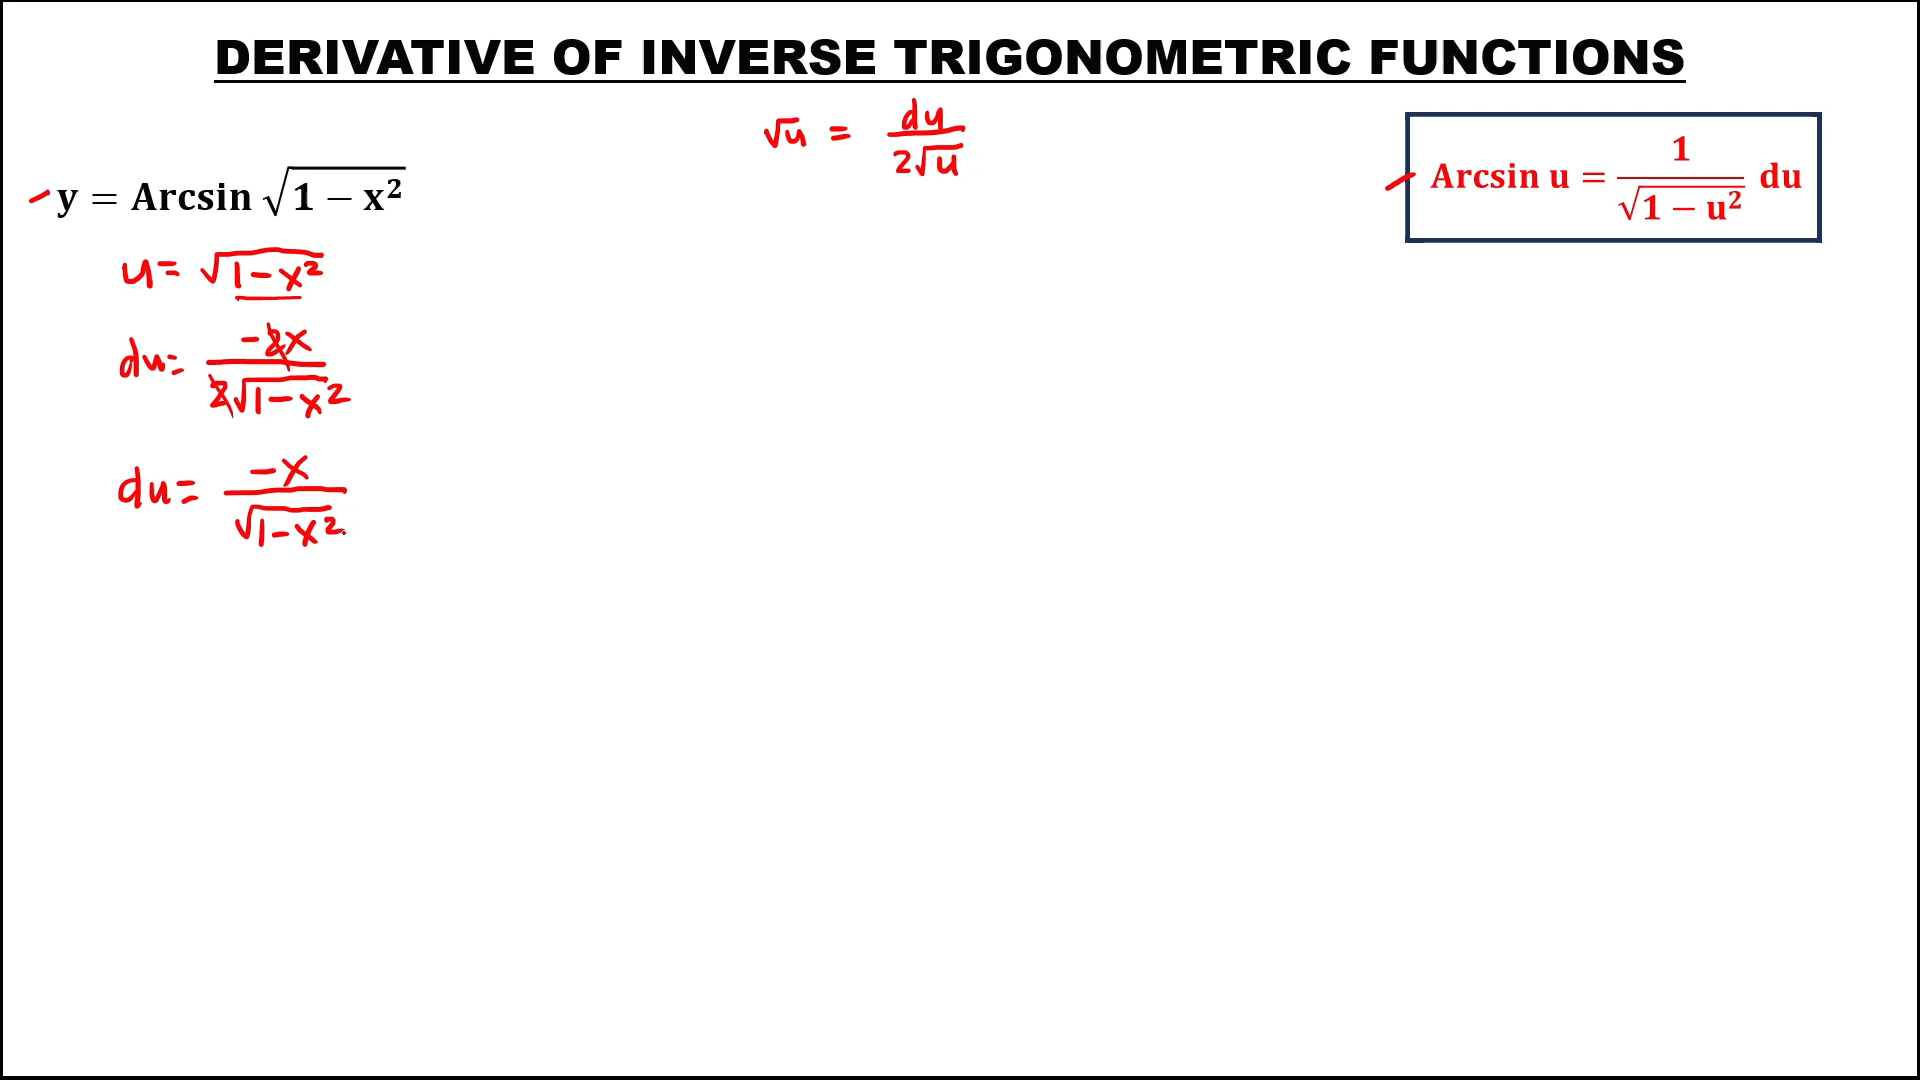 DERIVATIVE OF INVERSE TRIGONOMETRIC FUNCTIONS
√u = du / 2√u
Arcsin u = 1 / √(1 − u²) du
y = Arcsin √(1 − x²)
u = √(1 − x²)
du = −2x / 2√(1 − x²)
du = −x / √(1 − x²)